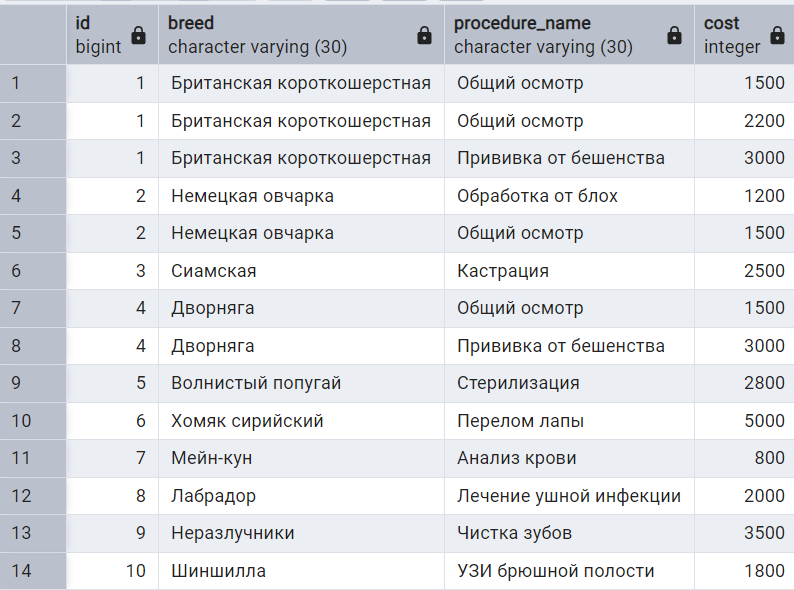 id breed procedure_name cost
bigint character varying (30) character varying (30) integer
1 1 Британская короткошерстная Общий осмотр 1500
2 1 Британская короткошерстная Общий осмотр 2200
3 1 Британская короткошерстная Прививка от бешенства 3000
4 2 Немецкая овчарка Обработка от блох 1200
5 2 Немецкая овчарка Общий осмотр 1500
6 3 Сиамская Кастрация 2500
7 4 Дворняга Общий осмотр 1500
8 4 Дворняга Прививка от бешенства 3000
9 5 Волнистый попугай Стерилизация 2800
10 6 Хомяк сирийский Перелом лапы 5000
11 7 Мейн-кун Анализ крови 800
12 8 Лабрадор Лечение ушной инфекции 2000
13 9 Неразлучники Чистка зубов 3500
14 10 Шиншилла УЗИ брюшной полости 1800